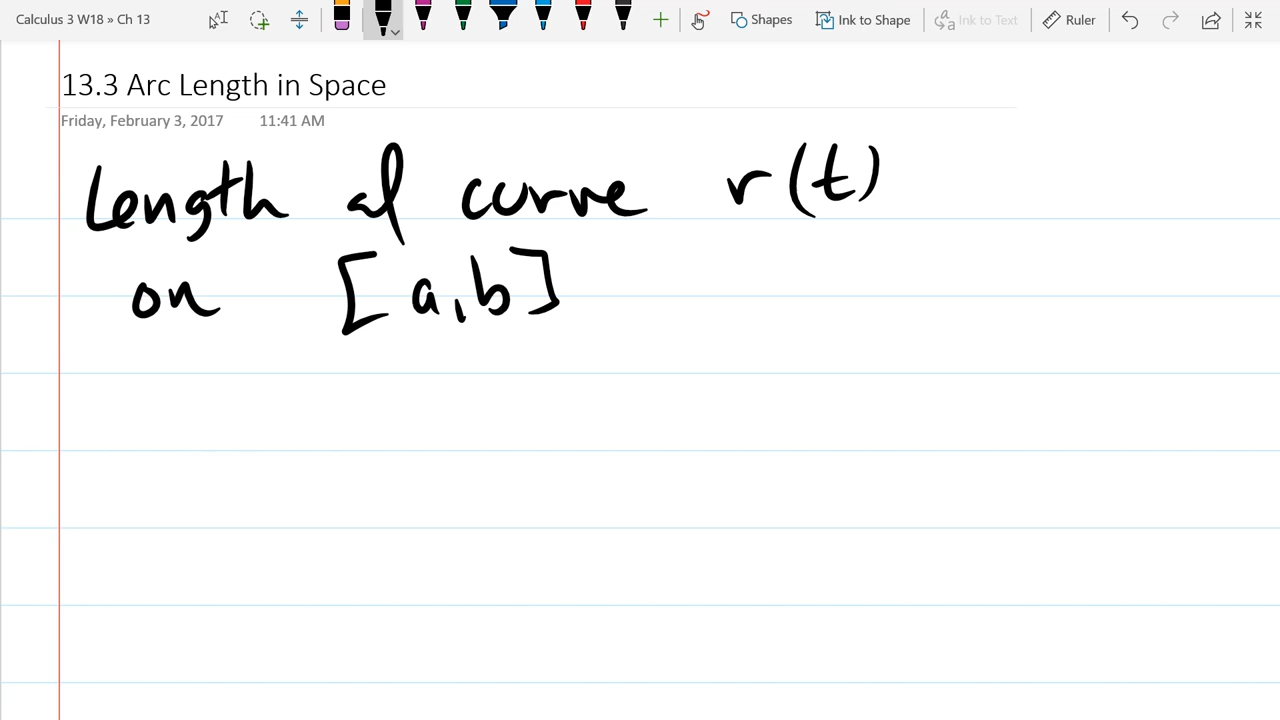 Calculus 3 W18 » Ch 13
Shapes
Ink to Shape
Ink to Text
Ruler
13.3 Arc Length in Space
Friday, February 3, 2017 11:41 AM
Length of curve r(t)
on [a,b]